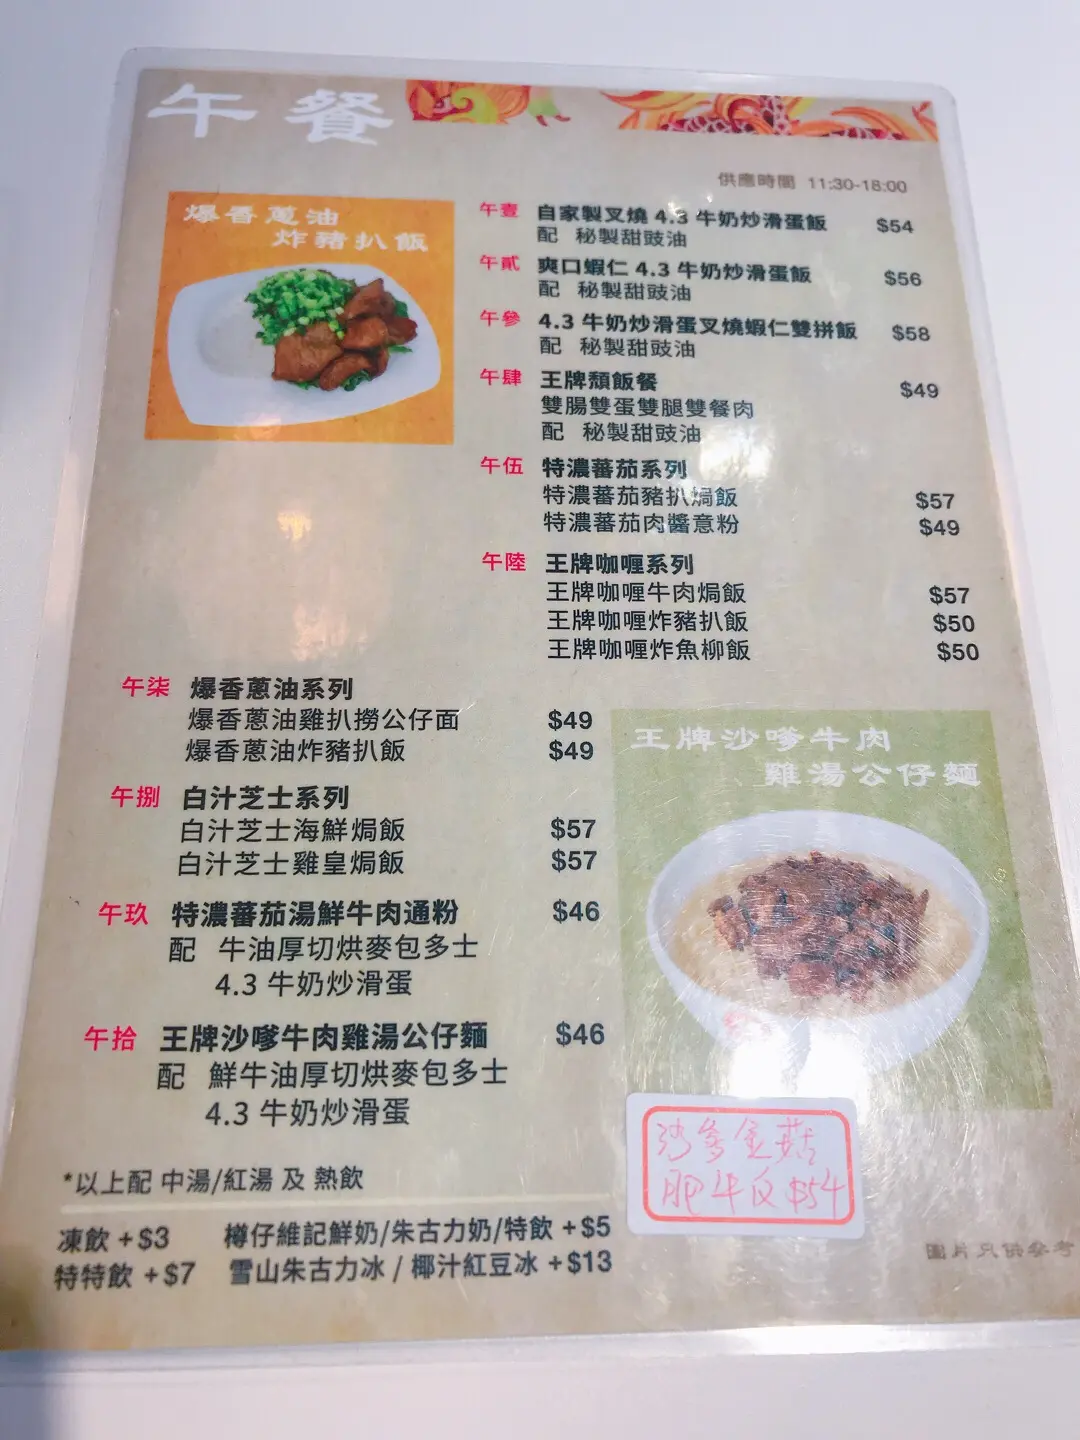 午餐
供應時間 11:30-18:00
爆香蔥油
炸豬扒飯
午壹 自家製叉燒 4.3 牛奶炒滑蛋飯 $54
配 秘製甜豉油
午貳 爽口蝦仁 4.3 牛奶炒滑蛋飯 $56
配 秘製甜豉油
午參 4.3 牛奶炒滑蛋叉燒蝦仁雙拼飯 $58
配 秘製甜豉油
午肆 王牌頹飯餐 $49
雙腸雙蛋雙腿雙餐肉
配 秘製甜豉油
午伍 特濃蕃茄系列
特濃蕃茄豬扒焗飯 $57
特濃蕃茄肉醬意粉 $49
午陸 王牌咖喱系列
王牌咖喱牛肉焗飯 $57
王牌咖喱炸豬扒飯 $50
王牌咖喱炸魚柳飯 $50
午柒 爆香蔥油系列
爆香蔥油雞扒撈公仔面 $49
爆香蔥油炸豬扒飯 $49
午捌 白汁芝士系列
白汁芝士海鮮焗飯 $57
白汁芝士雞皇焗飯 $57
午玖 特濃蕃茄湯鮮牛肉通粉 $46
配 牛油厚切烘麥包多士
4.3 牛奶炒滑蛋
午拾 王牌沙嗲牛肉雞湯公仔麵 $46
配 鮮牛油厚切烘麥包多士
4.3 牛奶炒滑蛋
王牌沙嗲牛肉
雞湯公仔麵
沙爹金菇
肥牛反 $54
*以上配 中湯/紅湯 及 熱飲
凍飲 +$3 樽仔維記鮮奶/朱古力奶/特飲 +$5
特特飲 +$7 雪山朱古力冰 / 椰汁紅豆冰 +$13
圖片只供參考